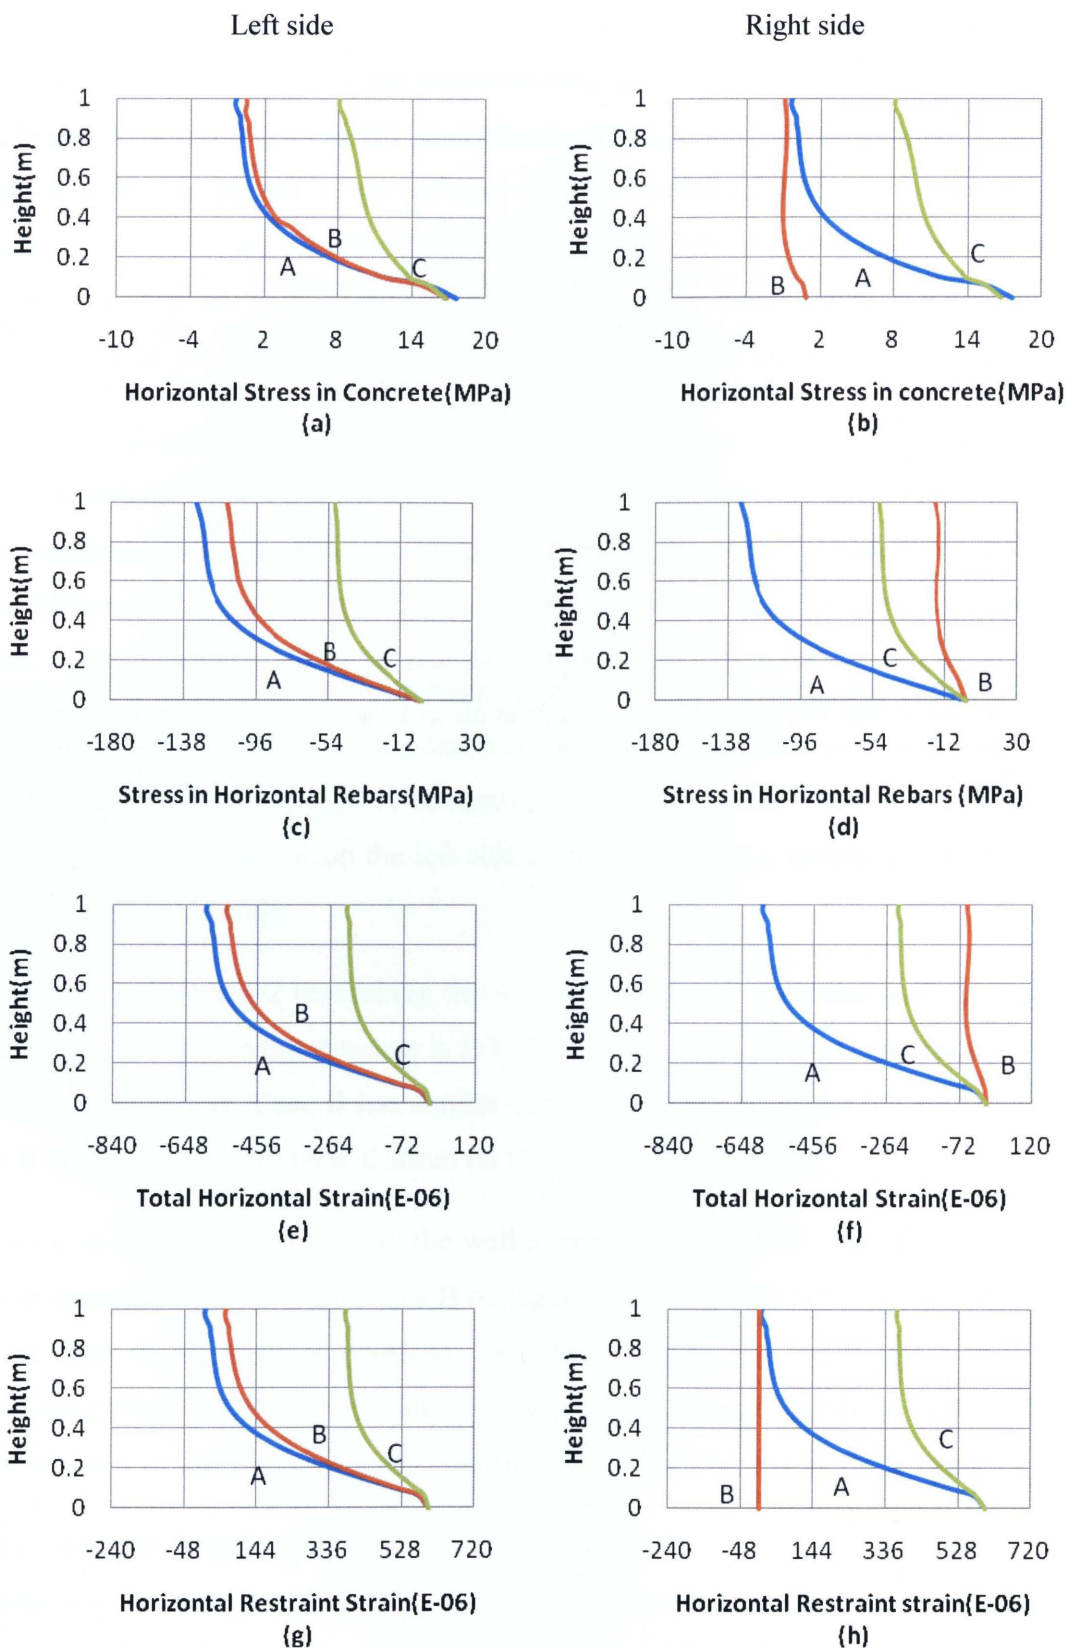 Left side
Right side
Height(m)
1
0.8
0.6
0.4
0.2
0
A
B
C
-10 -4 2 8 14 20
Horizontal Stress in Concrete(MPa)
(a)
Height(m)
1
0.8
0.6
0.4
0.2
0
B
A
C
-10 -4 2 8 14 20
Horizontal Stress in concrete(MPa)
(b)
Height(m)
1
0.8
0.6
0.4
0.2
0
A
B
C
-180 -138 -96 -54 -12 30
Stress in Horizontal Rebars(MPa)
(c)
Height(m)
1
0.8
0.6
0.4
0.2
0
A
C
B
-180 -138 -96 -54 -12 30
Stress in Horizontal Rebars (MPa)
(d)
Height(m)
1
0.8
0.6
0.4
0.2
0
A
B
C
-840 -648 -456 -264 -72 120
Total Horizontal Strain(E-06)
(e)
Height(m)
1
0.8
0.6
0.4
0.2
0
A
C
B
-840 -648 -456 -264 -72 120
Total Horizontal Strain(E-06)
(f)
Height(m)
1
0.8
0.6
0.4
0.2
0
A
B
C
-240 -48 144 336 528 720
Horizontal Restraint Strain(E-06)
(g)
Height(m)
1
0.8
0.6
0.4
0.2
0
B
A
C
-240 -48 144 336 528 720
Horizontal Restraint strain(E-06)
(h)